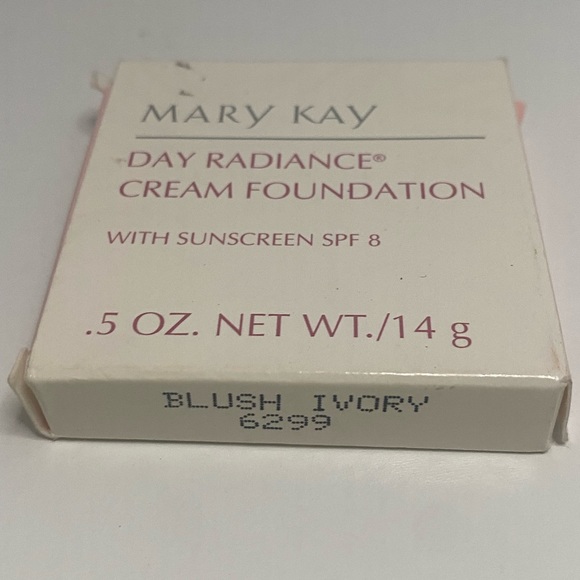 MARY KAY
DAY RADIANCE®
CREAM FOUNDATION
WITH SUNSCREEN SPF 8
.5 OZ. NET WT./14 g
BLUSH IVORY
6299